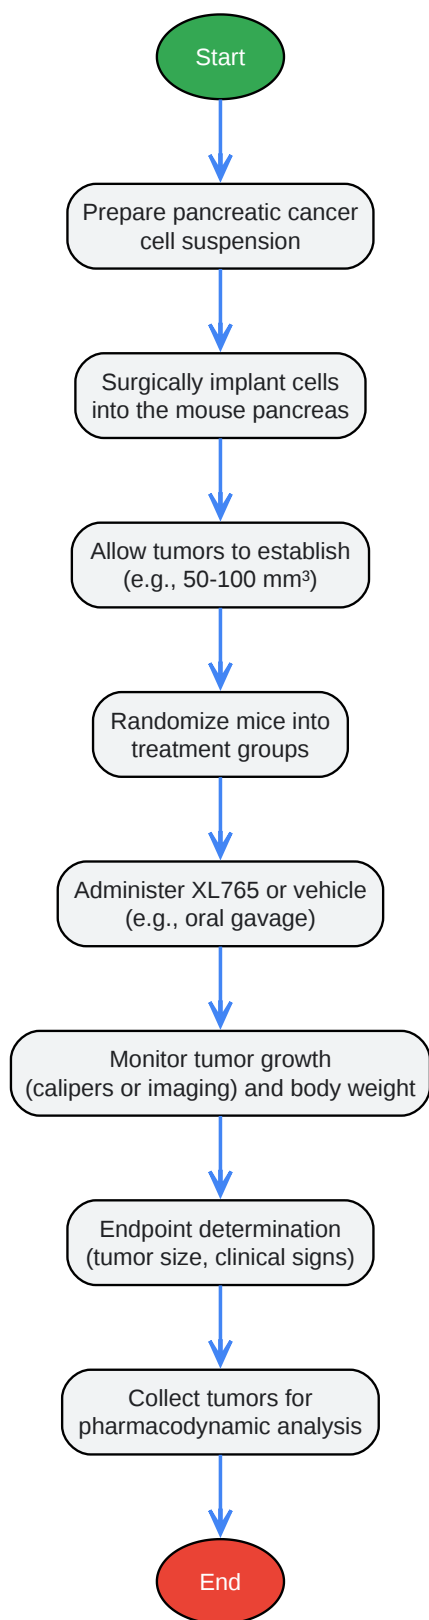 Start
Prepare pancreatic cancer
cell suspension
Surgically implant cells
into the mouse pancreas
Allow tumors to establish
(e.g., 50-100 mm³)
Randomize mice into
treatment groups
Administer XL765 or vehicle
(e.g., oral gavage)
Monitor tumor growth
(calipers or imaging) and body weight
Endpoint determination
(tumor size, clinical signs)
Collect tumors for
pharmacodynamic analysis
End